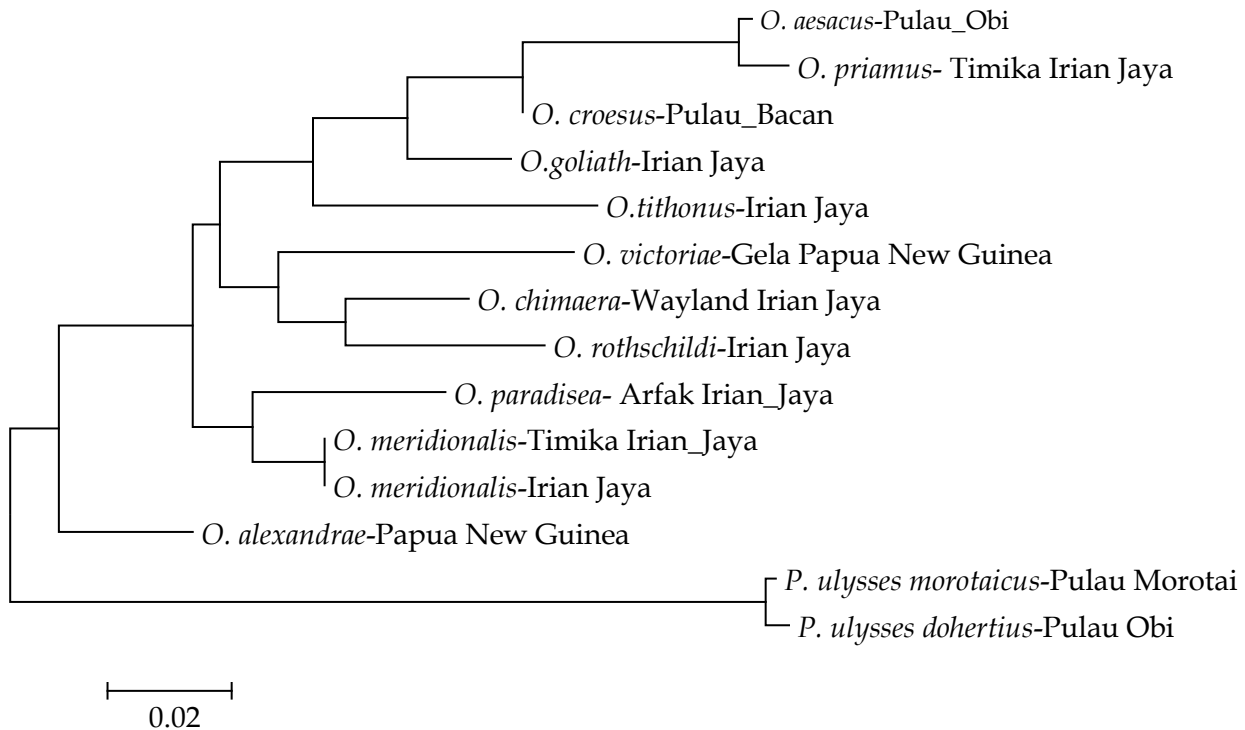 O. aesacus-Pulau_Obi
O. priamus- Timika Irian Jaya
O. croesus-Pulau_Bacan
O.goliath-Irian Jaya
O.tithonus-Irian Jaya
O. victoriae-Gela Papua New Guinea
O. chimaera-Wayland Irian Jaya
O. rothschildi-Irian Jaya
O. paradisea- Arfak Irian_Jaya
O. meridionalis-Timika Irian_Jaya
O. meridionalis-Irian Jaya
O. alexandrae-Papua New Guinea
P. ulysses morotaicus-Pulau Morotai
P. ulysses dohertius-Pulau Obi
0.02